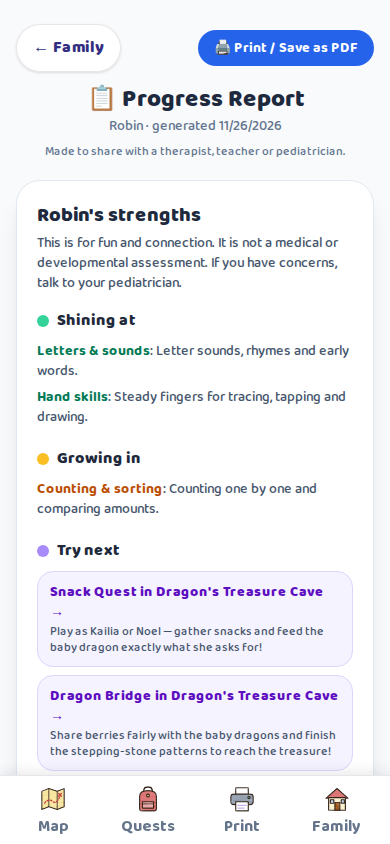 ← Family
🖨️ Print / Save as PDF
📋 Progress Report
Robin · generated 11/26/2026
Made to share with a therapist, teacher or pediatrician.
Robin's strengths
This is for fun and connection. It is not a medical or
developmental assessment. If you have concerns,
talk to your pediatrician.
Shining at
Letters & sounds: Letter sounds, rhymes and early
words.
Hand skills: Steady fingers for tracing, tapping and
drawing.
Growing in
Counting & sorting: Counting one by one and
comparing amounts.
Try next
Snack Quest in Dragon's Treasure Cave
→
Play as Kailia or Noel — gather snacks and feed the
baby dragon exactly what she asks for!
Dragon Bridge in Dragon's Treasure Cave
→
Share berries fairly with the baby dragons and finish
the stepping-stone patterns to reach the treasure!
Map
Quests
Print
Family